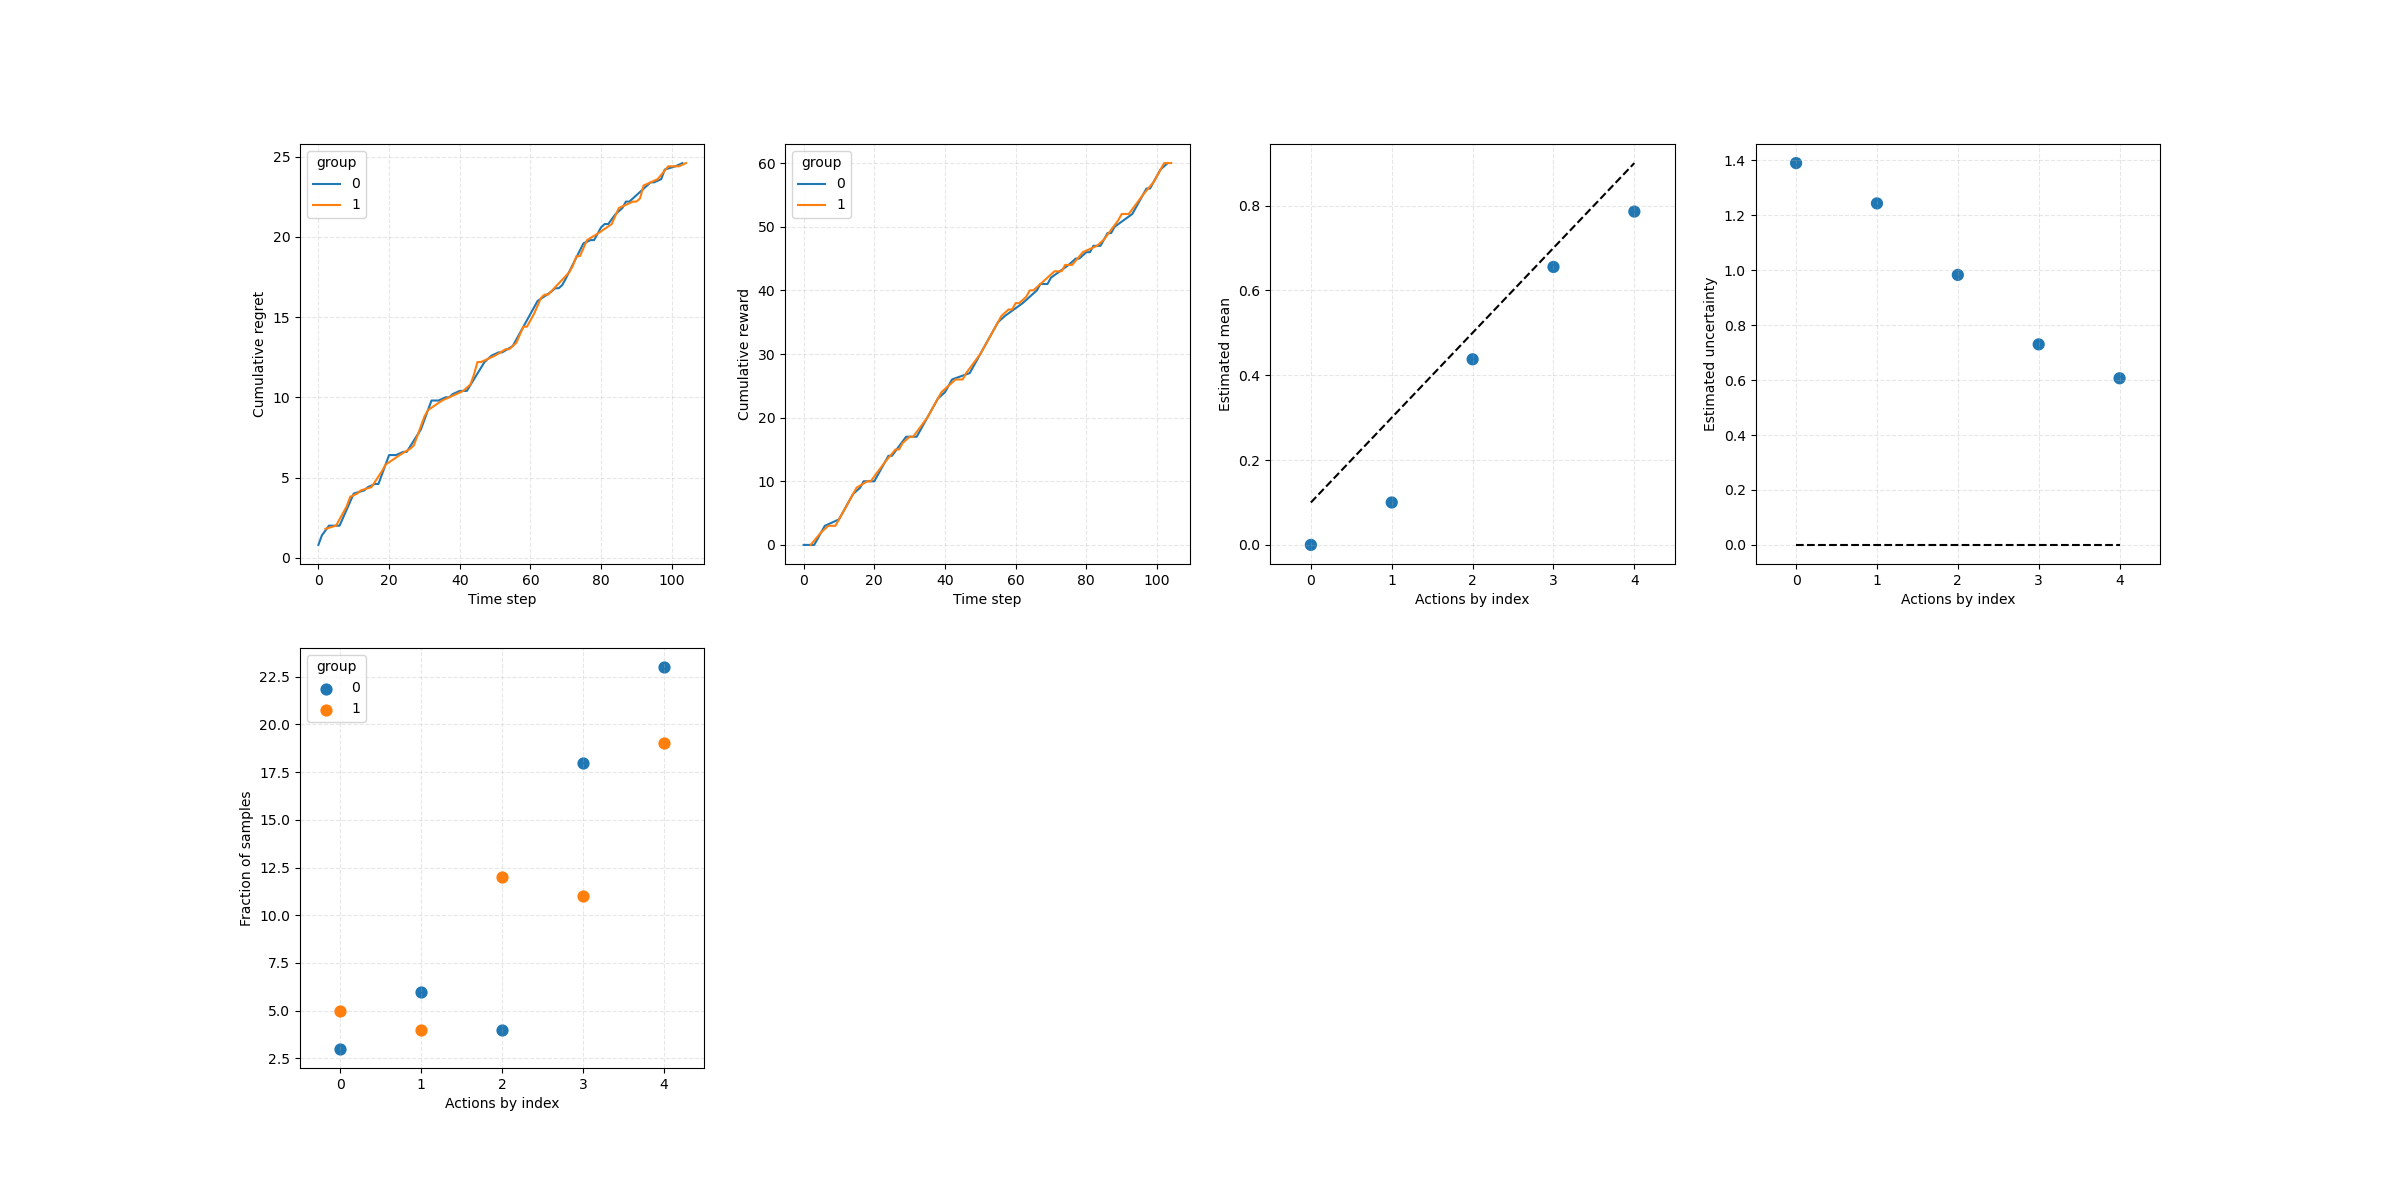 Cumulative regret
25
20
15
10
5
0
group
0
1
0 20 40 60 80 100
Time step
Cumulative reward
60
50
40
30
20
10
0
group
0
1
0 20 40 60 80 100
Time step
Estimated mean
0.8
0.6
0.4
0.2
0.0
0 1 2 3 4
Actions by index
Estimated uncertainty
1.4
1.2
1.0
0.8
0.6
0.4
0.2
0.0
0 1 2 3 4
Actions by index
Fraction of samples
22.5
20.0
17.5
15.0
12.5
10.0
7.5
5.0
2.5
group
0
1
0 1 2 3 4
Actions by index